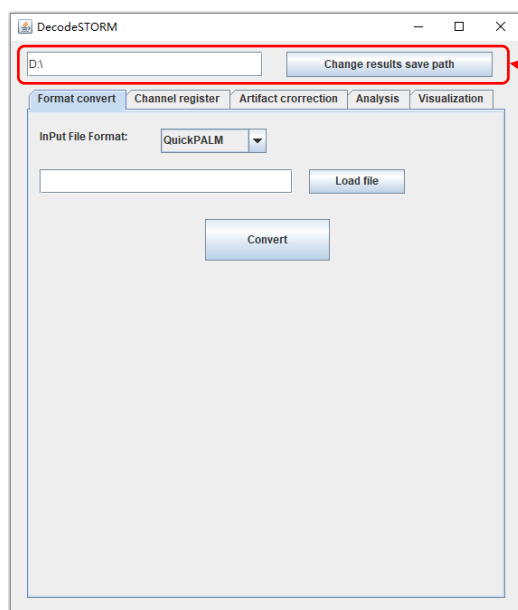 DecodeSTORM
D:\ Change results save path
Format convert Channel register Artifact crorrection Analysis Visualization
InPut File Format: QuickPALM
Load file
Convert